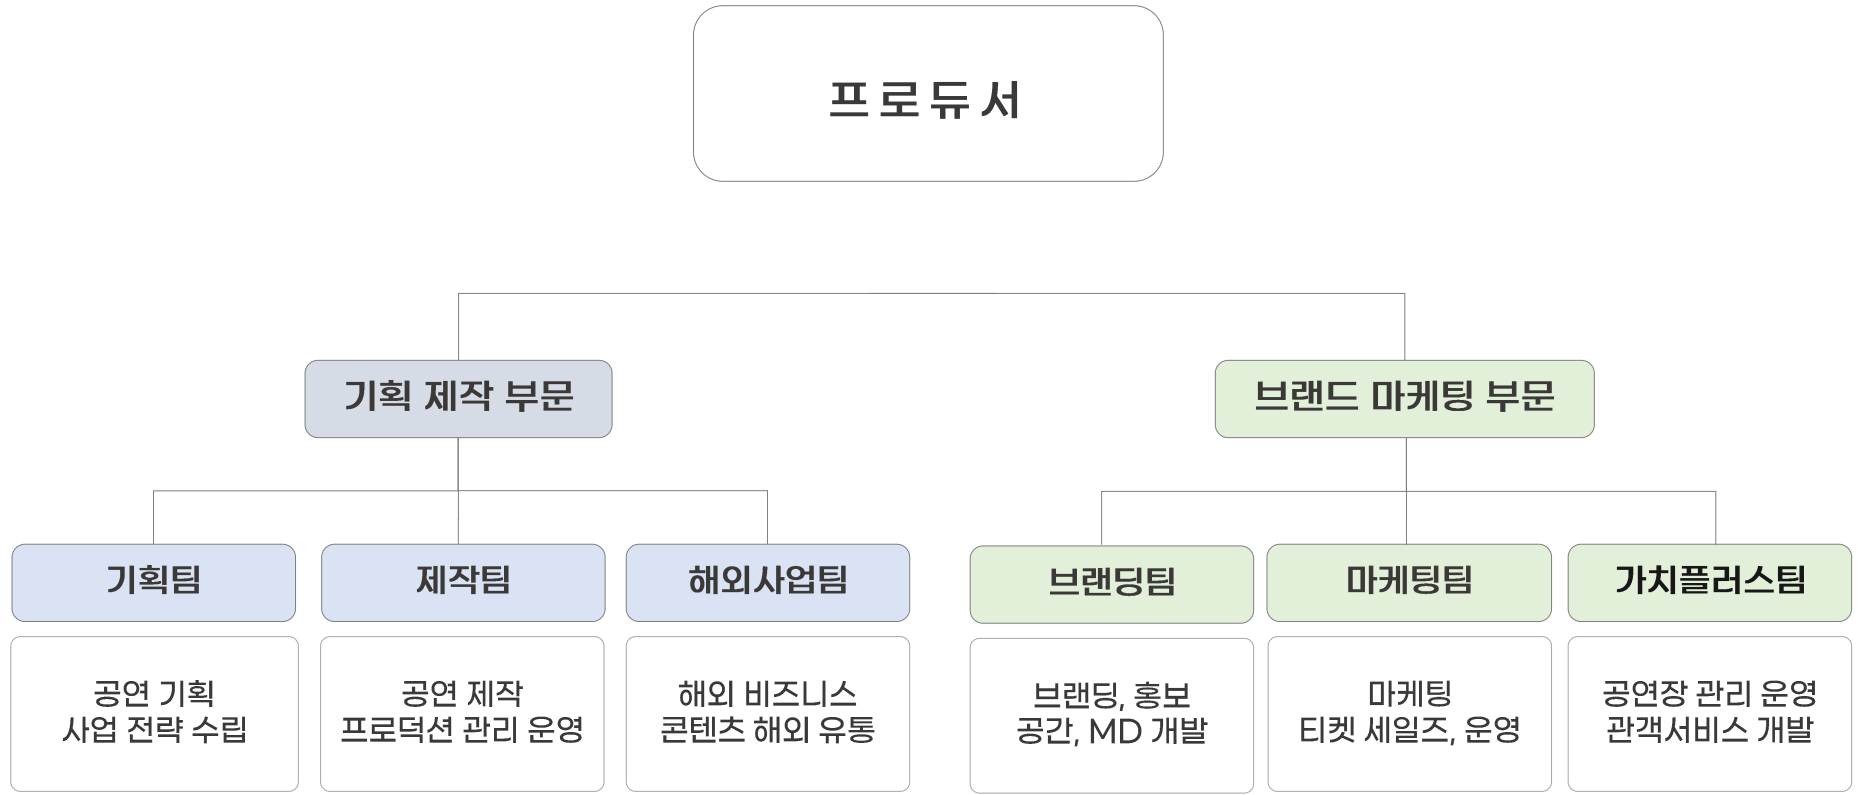 프로듀서
기획 제작 부문
브랜드 마케팅 부문
기획팀
제작팀
해외사업팀
브랜딩팀
마케팅팀
가치플러스팀
공연 기획
사업 전략 수립
공연 제작
프로덕션 관리 운영
해외 비즈니스
콘텐츠 해외 유통
브랜딩, 홍보
공간, MD 개발
마케팅
티켓 세일즈, 운영
공연장 관리 운영
관객서비스 개발